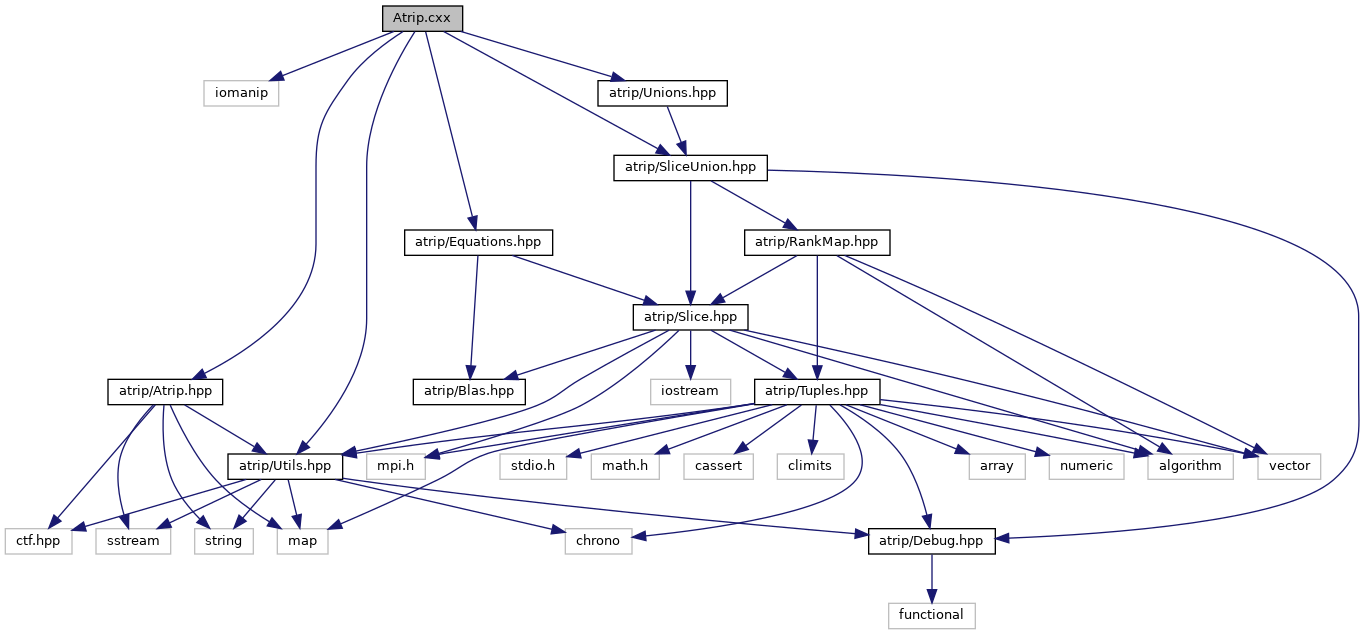 Atrip.cxx
iomanip
atrip/Unions.hpp
atrip/SliceUnion.hpp
atrip/Equations.hpp
atrip/RankMap.hpp
atrip/Slice.hpp
atrip/Atrip.hpp
atrip/Blas.hpp
iostream
atrip/Tuples.hpp
atrip/Utils.hpp
mpi.h
stdio.h
math.h
cassert
climits
array
numeric
algorithm
vector
ctf.hpp
sstream
string
map
chrono
atrip/Debug.hpp
functional